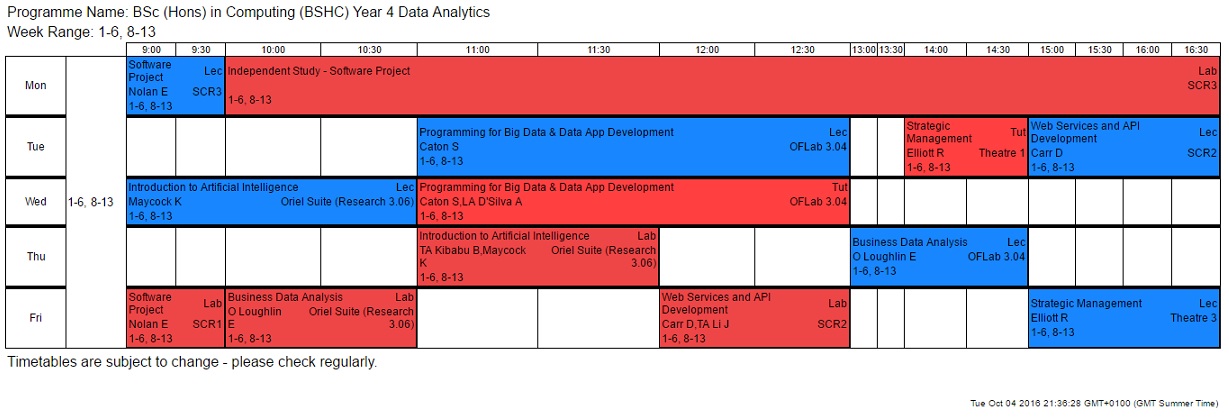 Programme Name: BSc (Hons) in Computing (BSHC) Year 4 Data Analytics
Week Range: 1-6, 8-13
9:00 9:30 10:00 10:30 11:00 11:30 12:00 12:30 13:00 13:30 14:00 14:30 15:00 15:30 16:00 16:30
Mon
Software Project Lec
Nolan E SCR3
1-6, 8-13
Independent Study - Software Project Lab
SCR3
1-6, 8-13
Tue
Programming for Big Data & Data App Development Lec
Caton S OFLab 3.04
1-6, 8-13
Strategic Management Tut
Elliott R Theatre 1
1-6, 8-13
Web Services and API Development Lec
Carr D SCR2
1-6, 8-13
Wed
1-6, 8-13
Introduction to Artificial Intelligence Lec
Maycock K Oriel Suite (Research 3.06)
1-6, 8-13
Programming for Big Data & Data App Development Tut
Caton S,LA D'Silva A OFLab 3.04
1-6, 8-13
Thu
Introduction to Artificial Intelligence Lab
TA Kibabu B,Maycock K Oriel Suite (Research 3.06)
1-6, 8-13
Business Data Analysis Lec
O Loughlin E OFLab 3.04
1-6, 8-13
Fri
Software Project Lab
Nolan E SCR1
1-6, 8-13
Business Data Analysis Lab
O Loughlin E Oriel Suite (Research 3.06)
1-6, 8-13
Web Services and API Development Lab
Carr D,TA Li J SCR2
1-6, 8-13
Strategic Management Lec
Elliott R Theatre 3
1-6, 8-13
Timetables are subject to change - please check regularly.
Tue Oct 04 2016 21:36:28 GMT+0100 (GMT Summer Time)